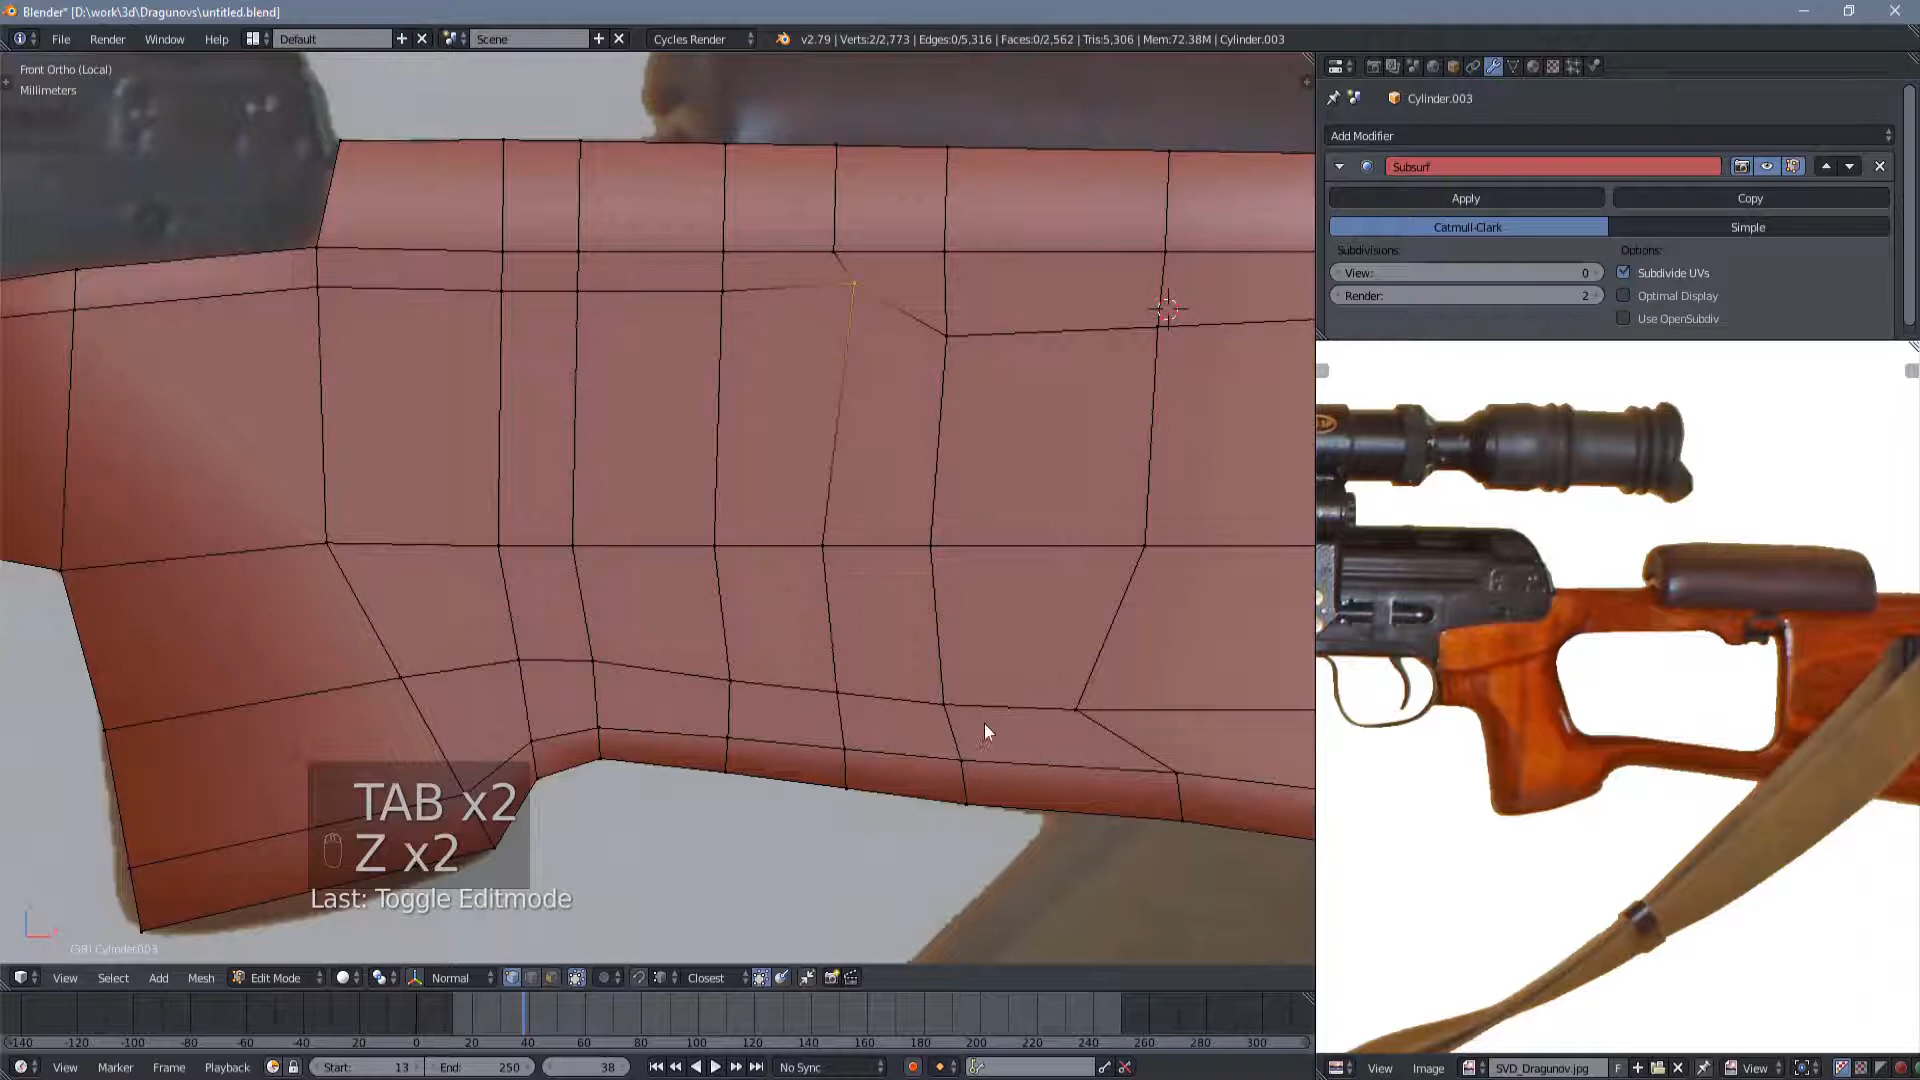 Blender* [D:\work\3d\Dragunovs\untitled.blend]
File Render Window Help Default Scene Cycles Render v2.79 | Verts:2/2,773 | Edges:0/5,316 | Faces:0/2,562 | Tris:5,306 | Mem:72.38M | Cylinder.003
Front Ortho (Local)
Millimeters
Cylinder.003
Add Modifier
Subsurf
Apply Copy
Catmull-Clark Simple
Subdivisions: Options:
View: 0 Subdivide UVs
Render: 2 Optimal Display
Use OpenSubdiv
TAB x2
Z x2
Last: Toggle Editmode
(38) Cylinder.003
View Select Add Mesh Edit Mode Normal Closest
-140 -120 -100 -80 -60 -40 -20 0 20 40 60 80 100 120 140 160 180 200 220 240 260 280 300
View Marker Frame Playback Start: 13 End: 250 38 No Sync
View Image SVD_Dragunov.jpg F View